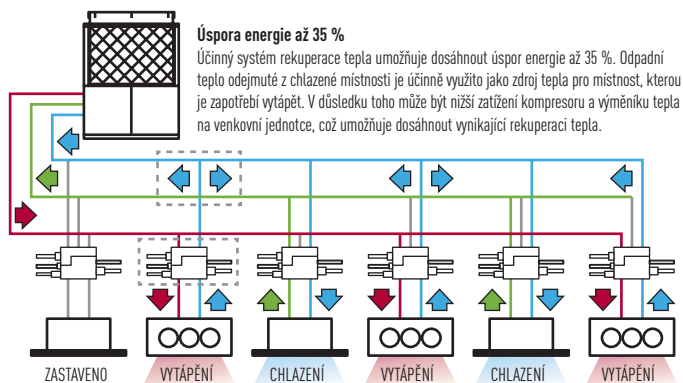 Úspora energie až 35 %
Účinný systém rekuperace tepla umožňuje dosáhnout úspor energie až 35 %. Odpadní
teplo odejmuté z chlazené místnosti je účinně využito jako zdroj tepla pro místnost, kterou
je zapotřebí vytápět. V důsledku toho může být nižší zatížení kompresoru a výměníku tepla
na venkovní jednotce, což umožňuje dosáhnout vynikající rekuperaci tepla.
ZASTAVENO VYTÁPĚNÍ CHLAZENÍ VYTÁPĚNÍ CHLAZENÍ VYTÁPĚNÍ